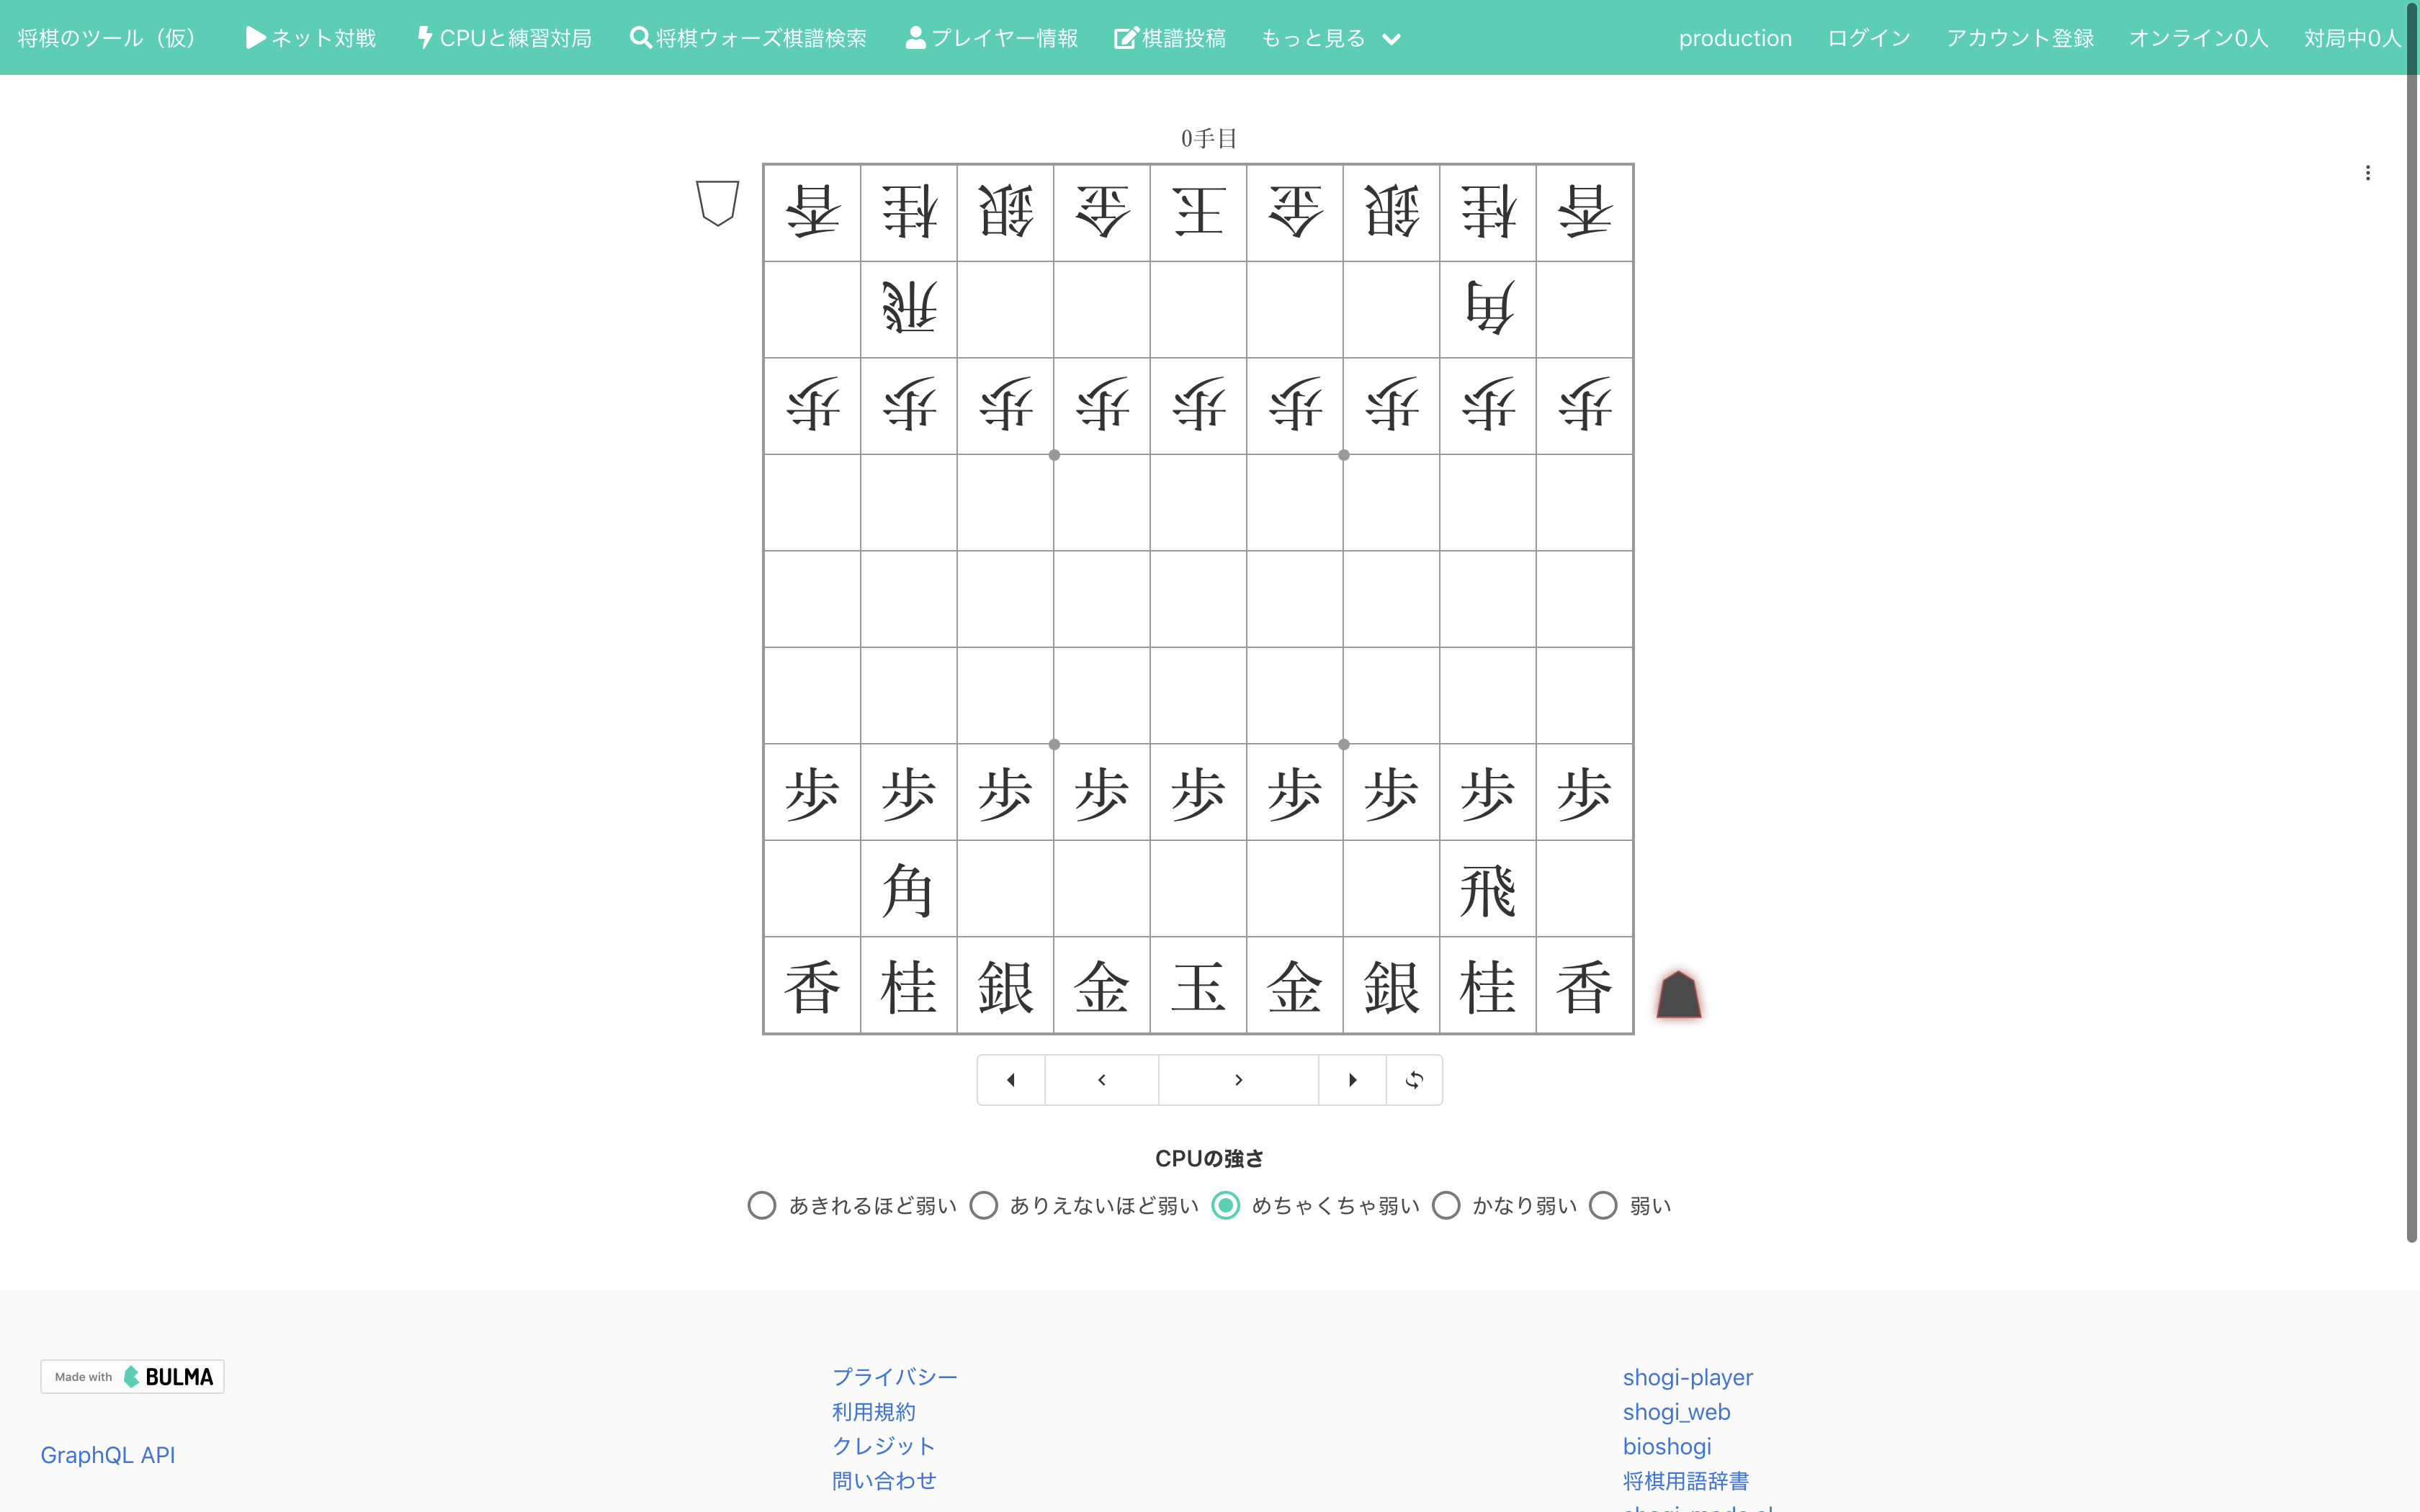 将棋のツール（仮） ネット対戦 CPUと練習対局 将棋ウォーズ棋譜検索 プレイヤー情報 棋譜投稿 もっと見る production ログイン アカウント登録 オンライン0人 対局中0人
0手目
香 桂 銀 金 王 金 銀 桂 香
飛 角
歩 歩 歩 歩 歩 歩 歩 歩 歩
歩 歩 歩 歩 歩 歩 歩 歩 歩
角 飛
香 桂 銀 金 玉 金 銀 桂 香
CPUの強さ
あきれるほど弱い ありえないほど弱い めちゃくちゃ弱い かなり弱い 弱い
Made with BULMA
GraphQL API
プライバシー
利用規約
クレジット
問い合わせ
shogi-player
shogi_web
bioshogi
将棋用語辞書